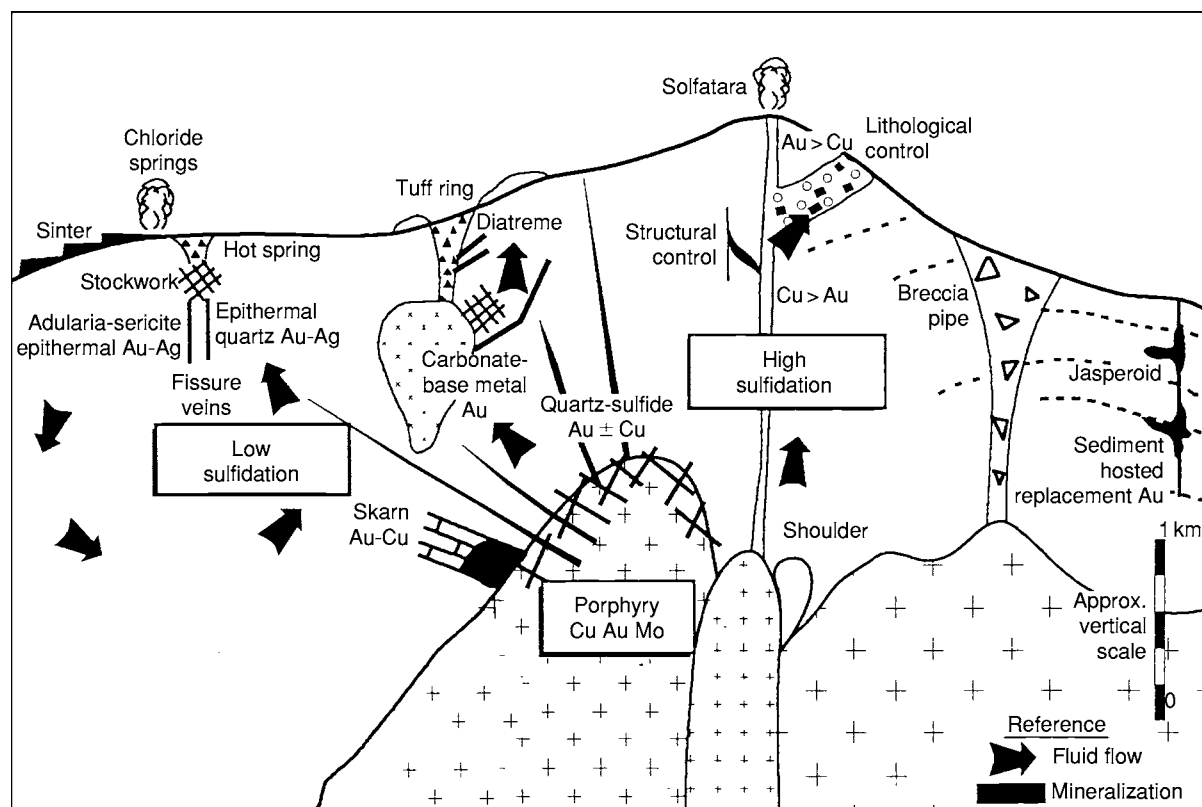 Solfatara
Chloride
springs
Au > Cu
Lithological
control
Tuff ring
Sinter
Hot spring
Diatreme
Structural
control
Stockwork
Cu > Au
Breccia
pipe
Adularia-sericite
epithermal Au-Ag
Epithermal
quartz Au-Ag
Fissure
veins
Carbonate-
base metal
Au
Quartz-sulfide
Au ± Cu
High
sulfidation
Jasperoid
Low
sulfidation
Sediment
hosted
replacement Au
Skarn
Au-Cu
Shoulder
1 km
Porphyry
Cu Au Mo
Approx.
vertical
scale
0
Reference
Fluid flow
Mineralization